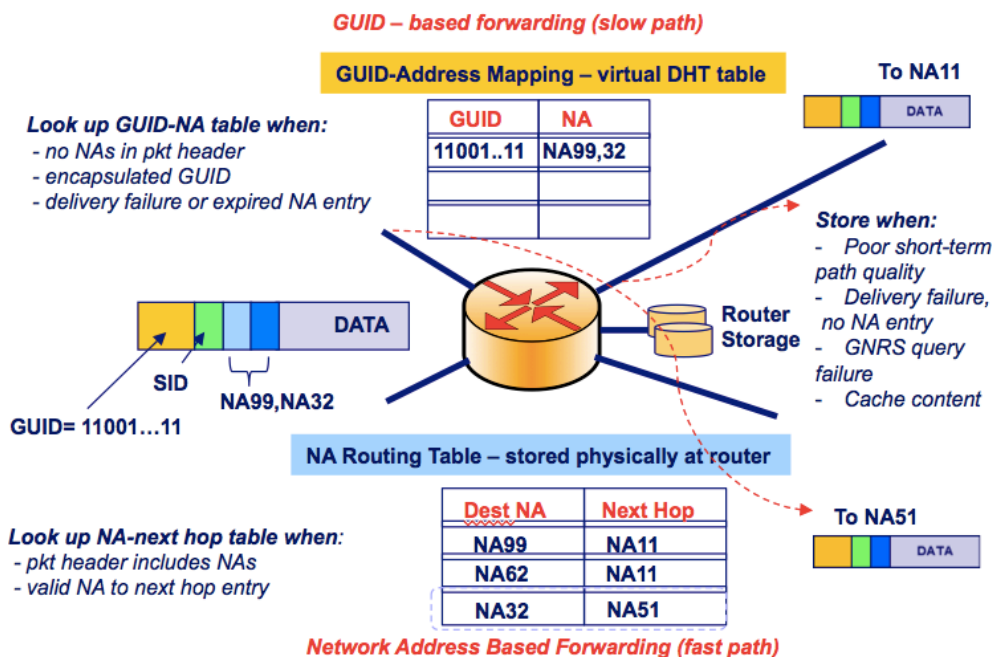 GUID – based forwarding (slow path)
GUID-Address Mapping – virtual DHT table
To NA11
DATA
GUID NA
11001..11 NA99,32
Look up GUID-NA table when:
- no NAs in pkt header
- encapsulated GUID
- delivery failure or expired NA entry
Store when:
- Poor short-term
path quality
- Delivery failure,
no NA entry
- GNRS query
failure
- Cache content
Router
Storage
DATA
SID
NA99,NA32
GUID= 11001...11
NA Routing Table – stored physically at router
Dest NA Next Hop
NA99 NA11
NA62 NA11
NA32 NA51
To NA51
DATA
Look up NA-next hop table when:
- pkt header includes NAs
- valid NA to next hop entry
Network Address Based Forwarding (fast path)